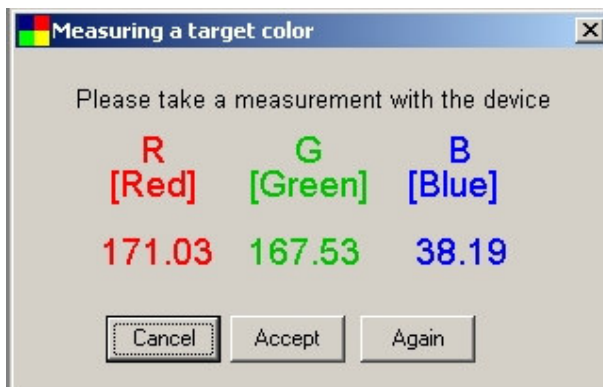 Measuring a target color
Please take a measurement with the device
R G B
[Red] [Green] [Blue]
171.03 167.53 38.19
Cancel Accept Again